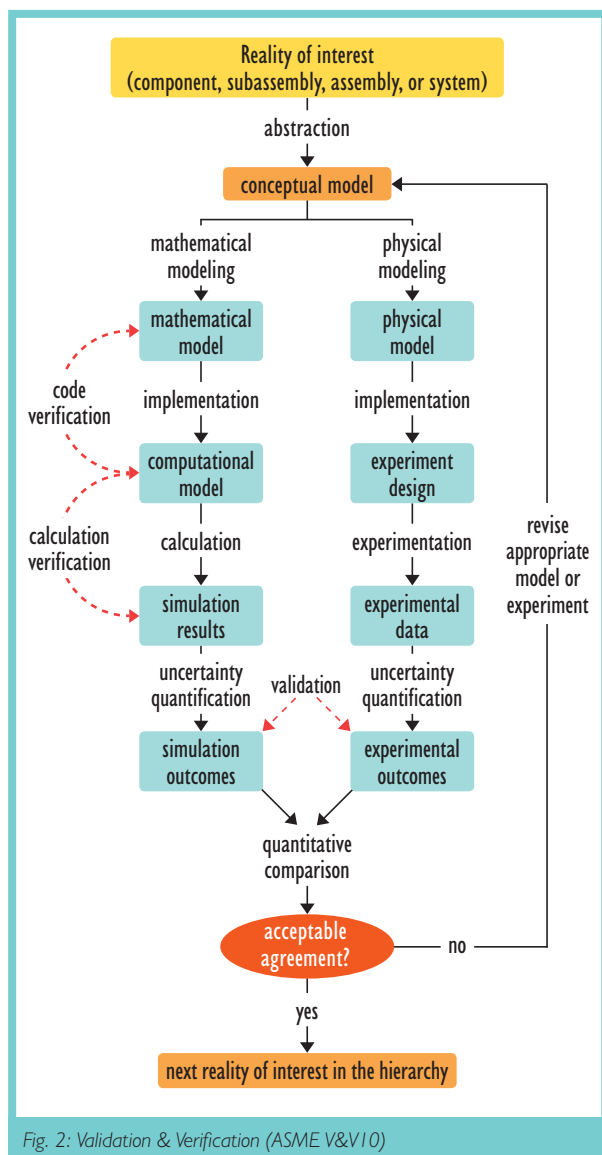 Reality of interest
(component, subassembly, assembly, or system)
abstraction
conceptual model
mathematical
modeling
physical
modeling
mathematical
model
physical
model
code
verification
implementation
implementation
computational
model
experiment
design
calculation
verification
calculation
experimentation
revise
appropriate
model or
experiment
simulation
results
experimental
data
uncertainty
quantification
validation
uncertainty
quantification
simulation
outcomes
experimental
outcomes
quantitative
comparison
acceptable
agreement?
no
yes
next reality of interest in the hierarchy
Fig. 2: Validation & Verification (ASME V&V10)